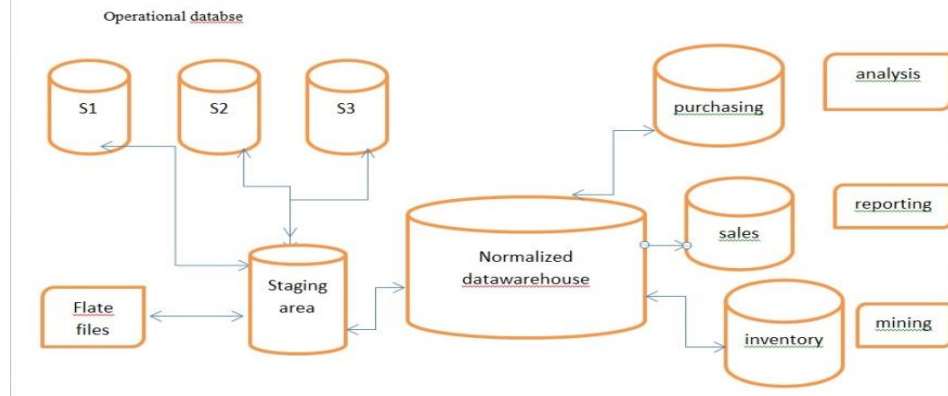 Operational databse
S1
S2
S3
purchasing
analysis
sales
reporting
Normalized
datawarehouse
Staging
area
Flate
files
inventory
mining